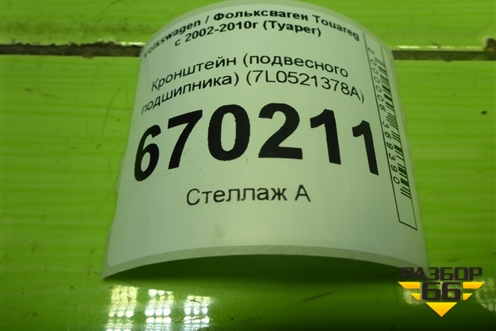 Volkswagen / Фольксваген Touareg
с 2002-2010г (Туарег)
Кронштейн (подвесного
подшипника) (7L0521378A)
670211
Стеллаж А
РАЗБОР
66